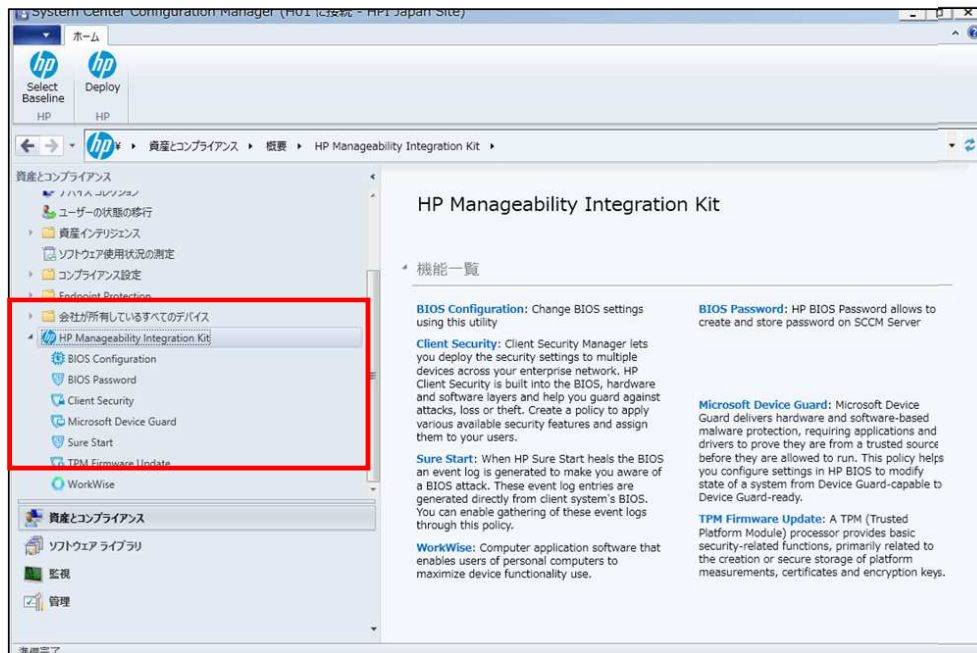 System Center Configuration Manager (H01 に接続 - HPI Japan Site)
ホーム
hp
hp
Select
Baseline
Deploy
HP
HP
hp
¥ ▸ 資産とコンプライアンス ▸ 概要 ▸ HP Manageability Integration Kit ▸
資産とコンプライアンス
デバイス コレクション
ユーザーの状態の移行
資産インテリジェンス
ソフトウェア使用状況の測定
コンプライアンス設定
Endpoint Protection
会社が所有しているすべてのデバイス
HP Manageability Integration Kit
BIOS Configuration
BIOS Password
Client Security
Microsoft Device Guard
Sure Start
TPM Firmware Update
WorkWise
資産とコンプライアンス
ソフトウェア ライブラリ
監視
管理
HP Manageability Integration Kit
機能一覧
BIOS Configuration: Change BIOS settings
using this utility
Client Security: Client Security Manager lets
you deploy the security settings to multiple
devices across your enterprise network. HP
Client Security is built into the BIOS, hardware
and software layers and help you guard against
attacks, loss or theft. Create a policy to apply
various available security features and assign
them to your users.
Sure Start: When HP Sure Start heals the BIOS
an event log is generated to make you aware of
a BIOS attack. These event log entries are
generated directly from client system's BIOS.
You can enable gathering of these event logs
through this policy.
WorkWise: Computer application software that
enables users of personal computers to
maximize device functionality use.
BIOS Password: HP BIOS Password allows to
create and store password on SCCM Server
Microsoft Device Guard: Microsoft Device
Guard delivers hardware and software-based
malware protection, requiring applications and
drivers to prove they are from a trusted source
before they are allowed to run. This policy helps
you configure settings in HP BIOS to modify
state of a system from Device Guard-capable to
Device Guard-ready.
TPM Firmware Update: A TPM (Trusted
Platform Module) processor provides basic
security-related functions, primarily related to
the creation or secure storage of platform
measurements, certificates and encryption keys.
準備完了